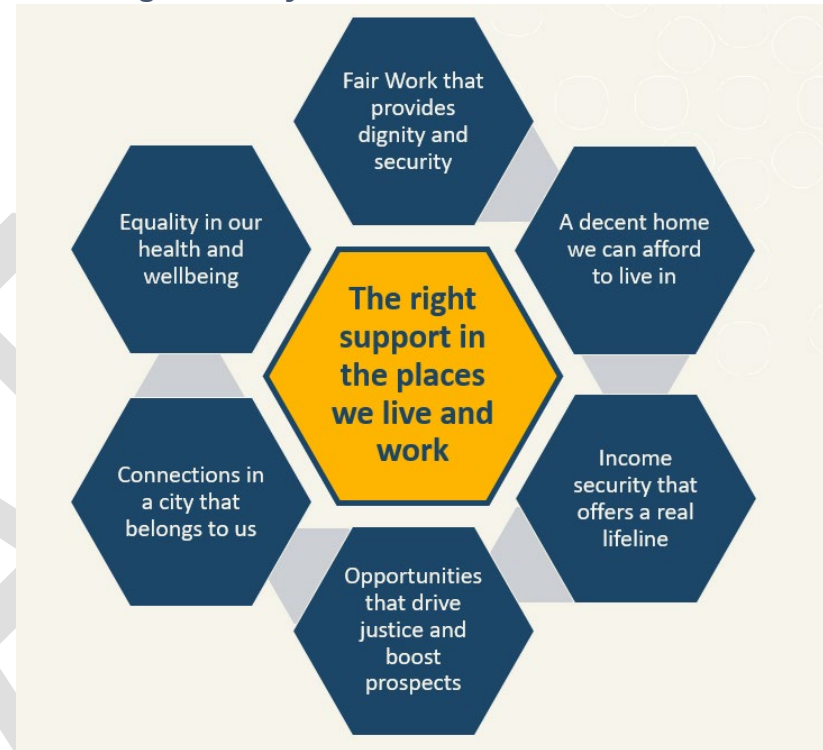 Fair Work that
provides
dignity and
security
A decent home
we can afford
to live in
Income
security that
offers a real
lifeline
Opportunities
that drive
justice and
boost
prospects
Connections in
a city that
belongs to us
Equality in our
health and
wellbeing
The right
support in
the places
we live and
work